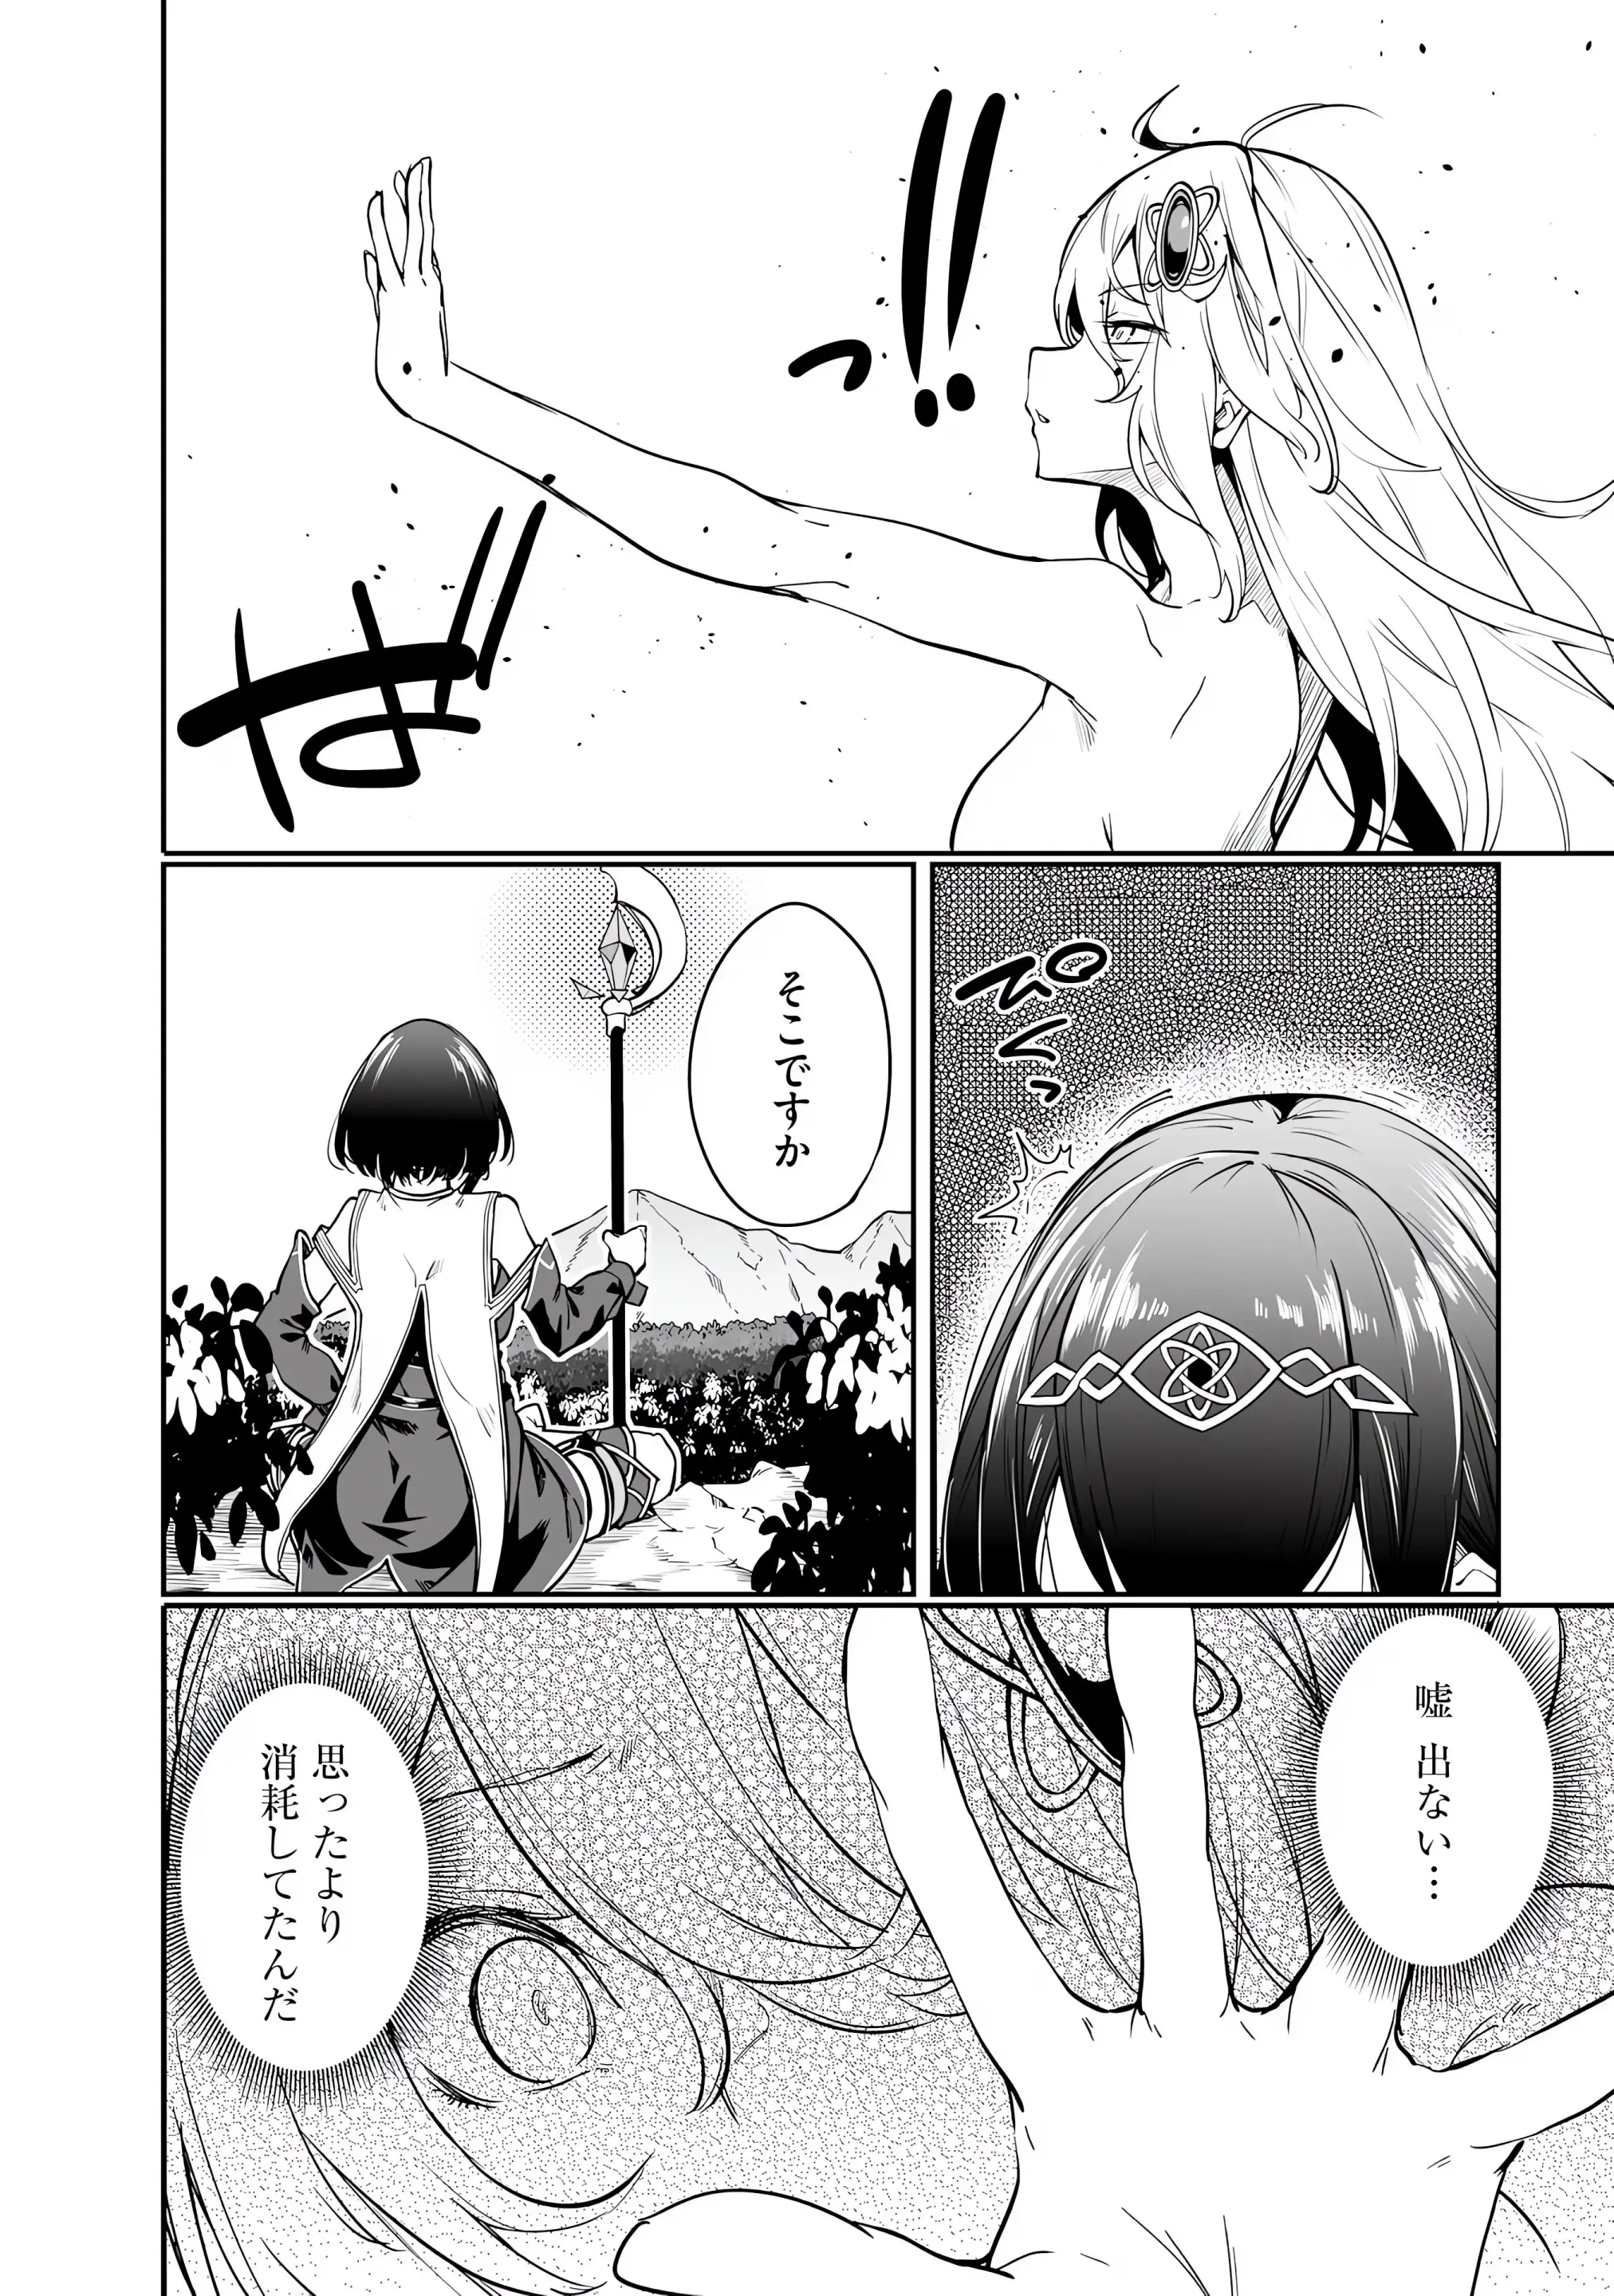 ばっ!!
ぴくっ
そこですか
嘘 出ない…
思ったより
消耗してたんだ